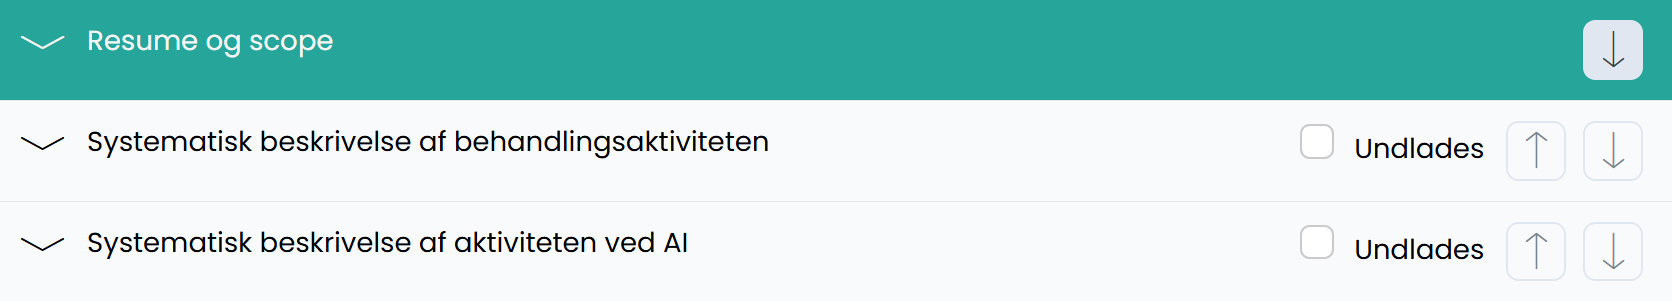 Resume og scope
Systematisk beskrivelse af behandlingsaktiviteten Undlades
Systematisk beskrivelse af aktiviteten ved AI Undlades